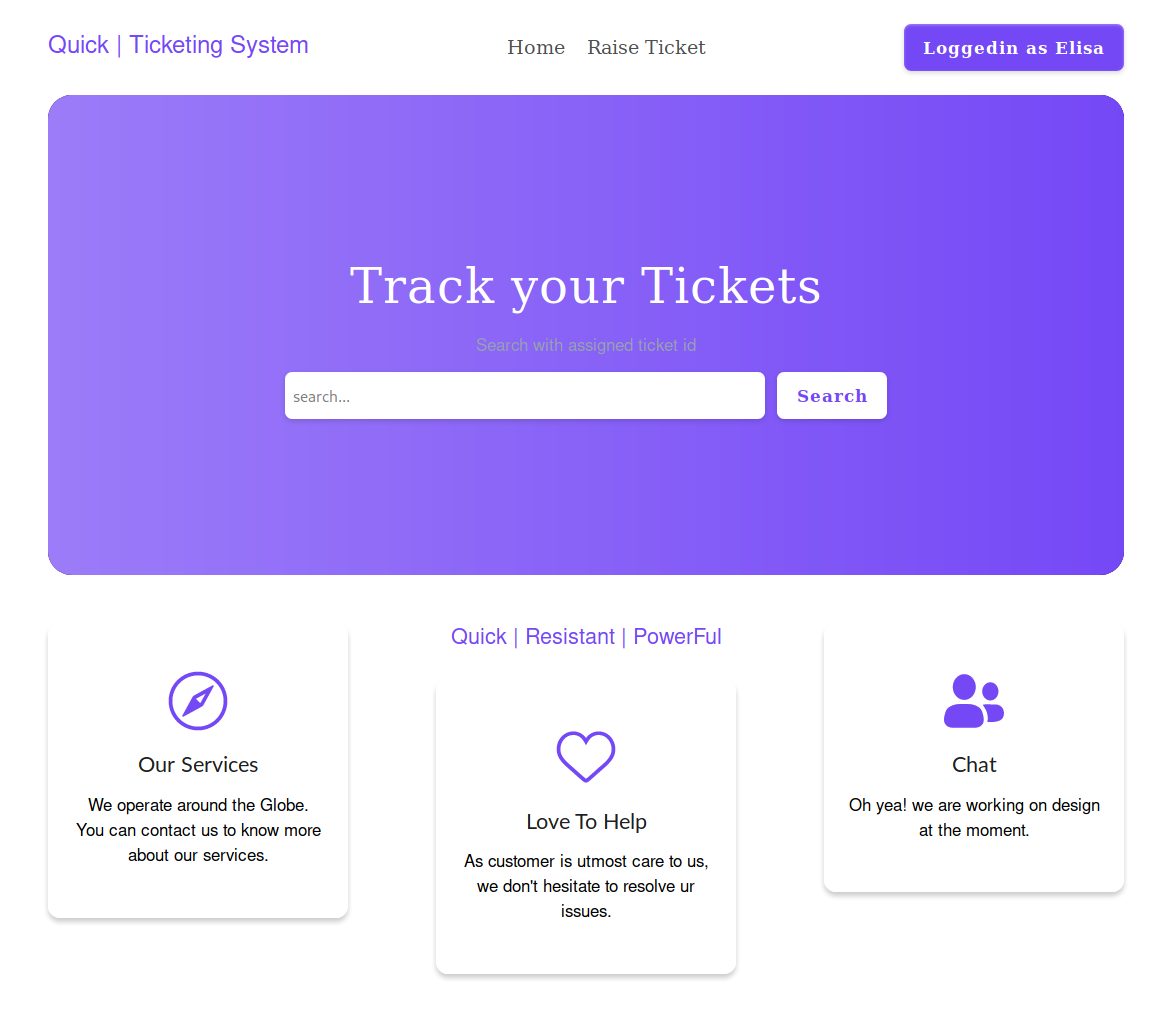 Quick | Ticketing System
Home Raise Ticket
Loggedin as Elisa
Track your Tickets
Search with assigned ticket id
search...
Search
Quick | Resistant | PowerFul
Our Services
We operate around the Globe.
You can contact us to know more
about our services.
Love To Help
As customer is utmost care to us,
we don't hesitate to resolve ur
issues.
Chat
Oh yea! we are working on design
at the moment.